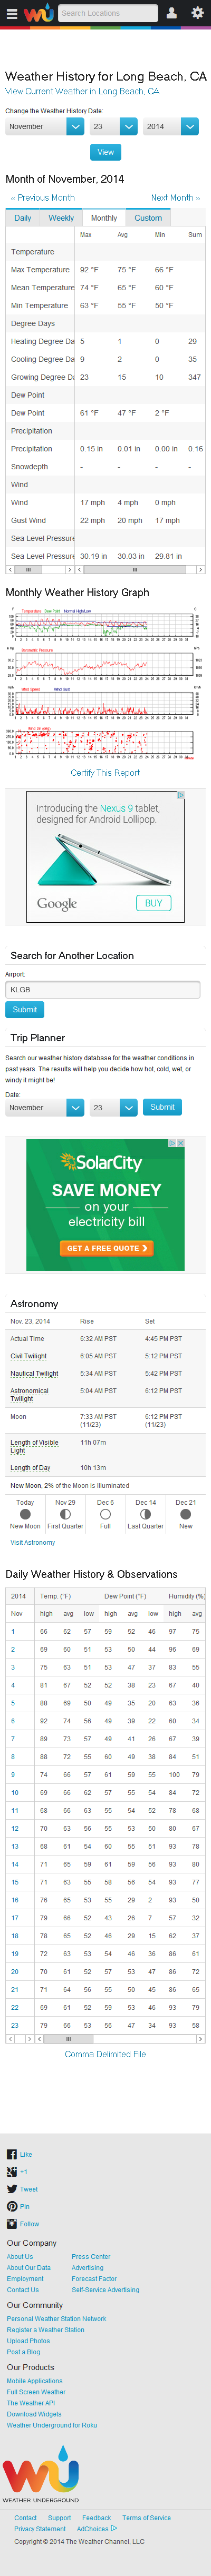 Search Locations
Weather History for Long Beach, CA
View Current Weather in Long Beach, CA
Change the Weather History Date:
November 23 2014
View
Month of November, 2014
« Previous Month Next Month »
Daily Weekly Monthly Custom
Max Avg Min Sum
Temperature
Max Temperature 92 °F 75 °F 66 °F
Mean Temperature 74 °F 65 °F 60 °F
Min Temperature 63 °F 55 °F 50 °F
Degree Days
Heating Degree Da 5 1 0 29
Cooling Degree Da 9 2 0 35
Growing Degree Da 23 15 10 347
Dew Point
Dew Point 61 °F 47 °F 2 °F
Precipitation
Precipitation 0.15 in 0.01 in 0.00 in 0.16
Snowdepth - - - -
Wind
Wind 17 mph 4 mph 0 mph
Gust Wind 22 mph 20 mph 17 mph
Sea Level Pressure
Sea Level Pressure 30.19 in 30.03 in 29.81 in
Monthly Weather History Graph
Temperature Dew Point Normal High/Low
Barometric Pressure
Wind Speed Wind Gust
Wind Dir (deg)
Certify This Report
Introducing the Nexus 9 tablet,
designed for Android Lollipop.
Google BUY
Search for Another Location
Airport:
KLGB
Submit
Trip Planner
Search our weather history database for the weather conditions in
past years. The results will help you decide how hot, cold, wet, or
windy it might be!
Date:
November 23 Submit
SolarCity
SAVE MONEY
on your
electricity bill
GET A FREE QUOTE
Astronomy
Nov. 23, 2014 Rise Set
Actual Time 6:32 AM PST 4:45 PM PST
Civil Twilight 6:05 AM PST 5:12 PM PST
Nautical Twilight 5:34 AM PST 5:42 PM PST
Astronomical 5:04 AM PST 6:12 PM PST
Twilight
Moon 7:33 AM PST 6:12 PM PST
(11/23) (11/23)
Length of Visible 11h 07m
Light
Length of Day 10h 13m
New Moon, 2% of the Moon is Illuminated
Today Nov 29 Dec 6 Dec 14 Dec 21
New Moon First Quarter Full Last Quarter New
Visit Astronomy
Daily Weather History & Observations
2014 Temp. (°F) Dew Point (°F) Humidity (%)
Nov high avg low high avg low high avg
1 66 62 57 59 52 46 97 75
2 69 60 51 53 50 44 96 69
3 75 63 51 53 47 37 83 55
4 81 67 52 52 38 23 67 40
5 88 69 50 49 35 20 63 36
6 92 74 56 49 39 22 60 34
7 89 73 57 49 41 26 67 39
8 88 72 55 60 49 38 84 51
9 74 66 57 61 59 55 100 79
10 69 66 62 57 55 54 84 72
11 68 66 63 55 54 52 78 68
12 70 63 56 55 53 50 80 67
13 68 61 54 60 55 51 93 78
14 71 65 59 61 59 56 93 80
15 71 63 55 58 56 54 93 77
16 76 65 53 55 29 2 93 50
17 79 66 52 43 26 7 57 32
18 78 65 52 46 29 15 62 37
19 72 63 53 54 46 36 86 61
20 70 61 52 57 53 47 86 72
21 71 64 56 55 50 45 86 65
22 69 61 52 59 53 46 93 79
23 79 66 53 56 47 34 93 58
Comma Delimited File
Like
+1
Tweet
Pin
Follow
Our Company
About Us Press Center
About Our Data Advertising
Employment Forecast Factor
Contact Us Self-Service Advertising
Our Community
Personal Weather Station Network
Register a Weather Station
Upload Photos
Post a Blog
Our Products
Mobile Applications
Full Screen Weather
The Weather API
Download Widgets
Weather Underground for Roku
WEATHER UNDERGROUND
Contact Support Feedback Terms of Service
Privacy Statement AdChoices
Copyright © 2014 The Weather Channel, LLC